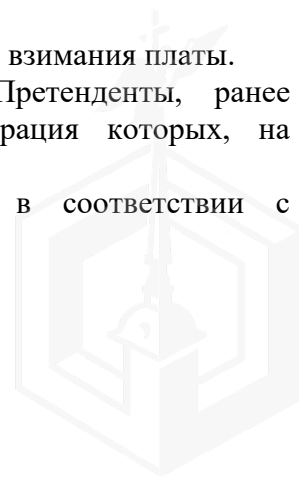 взимания платы.
Претенденты, ранее
рация которых, на
в соответствии с